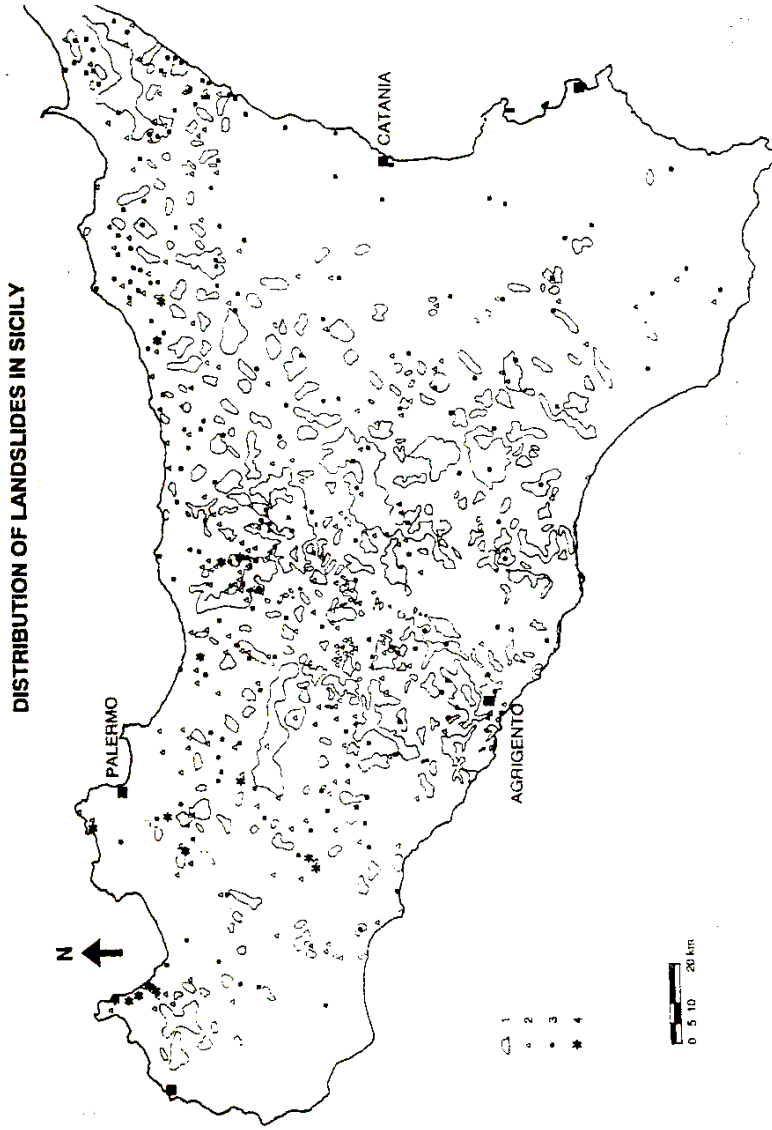 DISTRIBUTION OF LANDSLIDES IN SICILY
N
PALERMO
CATANIA
AGRIGENTO
1
2
3
4
0 5 10 20 km